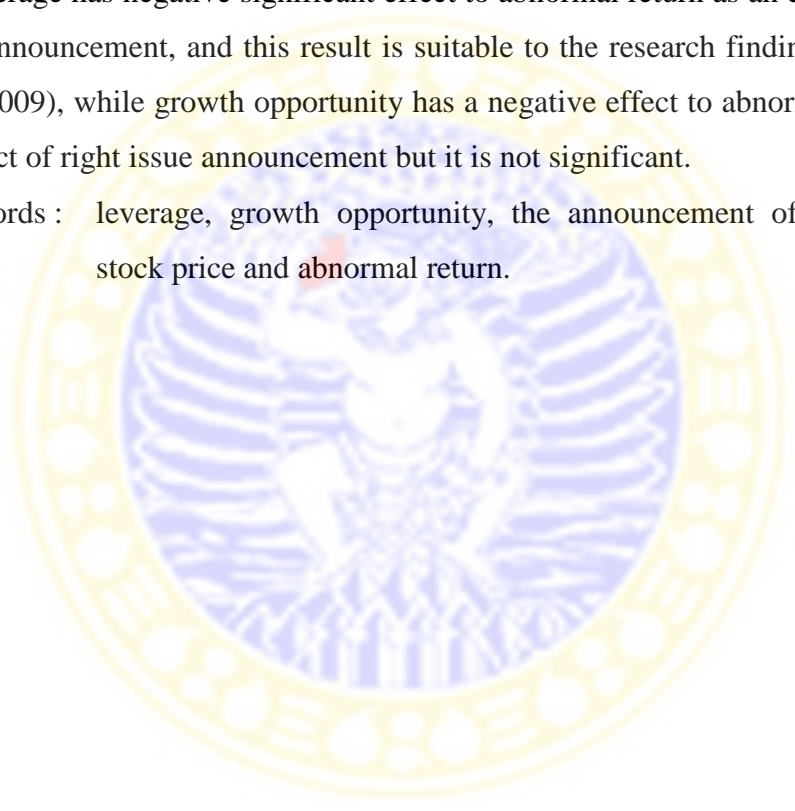 has negative significant effect to abnormal return as an
nnouncement, and this result is suitable to the research findin
009), while growth opportunity has a negative effect to abnor
ct of right issue announcement but it is not significant.
ords : leverage, growth opportunity, the announcement of
stock price and abnormal return.